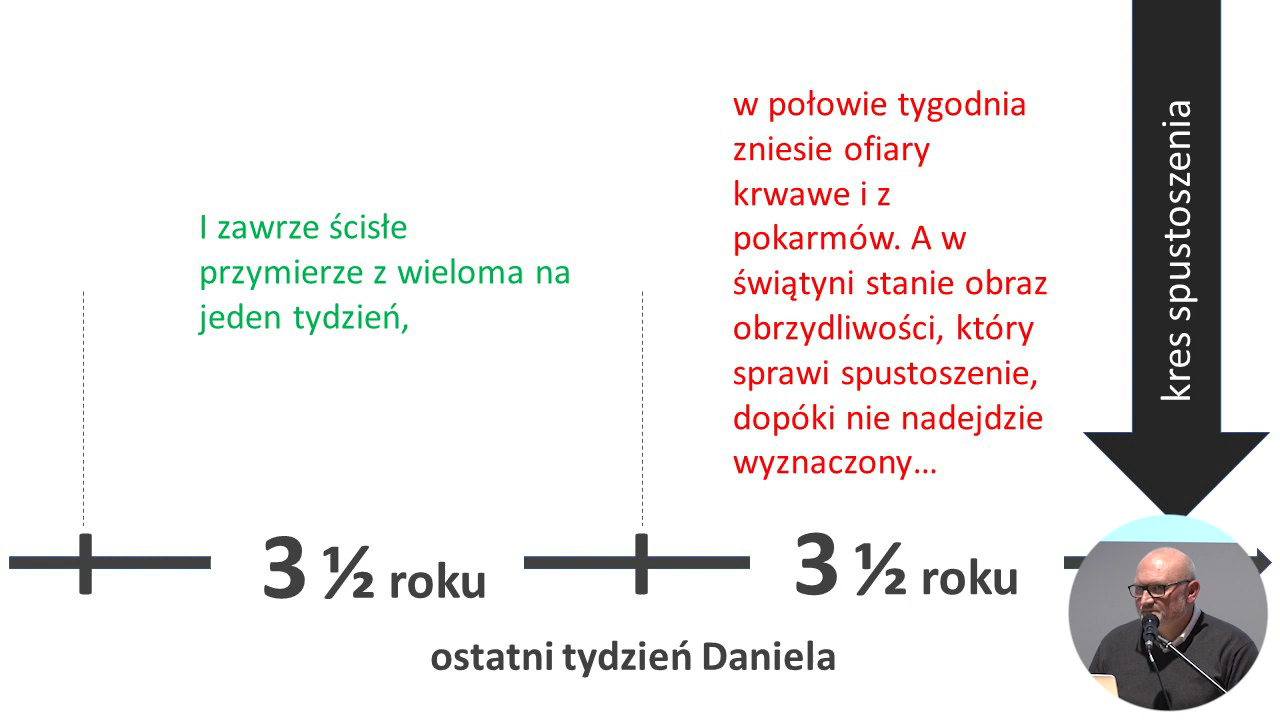 I zawrze ścisłe
przymierze z wieloma na
jeden tydzień,
w połowie tygodnia
zniesie ofiary
krwawe i z
pokarmów. A w
świątyni stanie obraz
obrzydliwości, który
sprawi spustoszenie,
dopóki nie nadejdzie
wyznaczony...
kres spustoszenia
3 ½ roku
3 ½ roku
ostatni tydzień Daniela